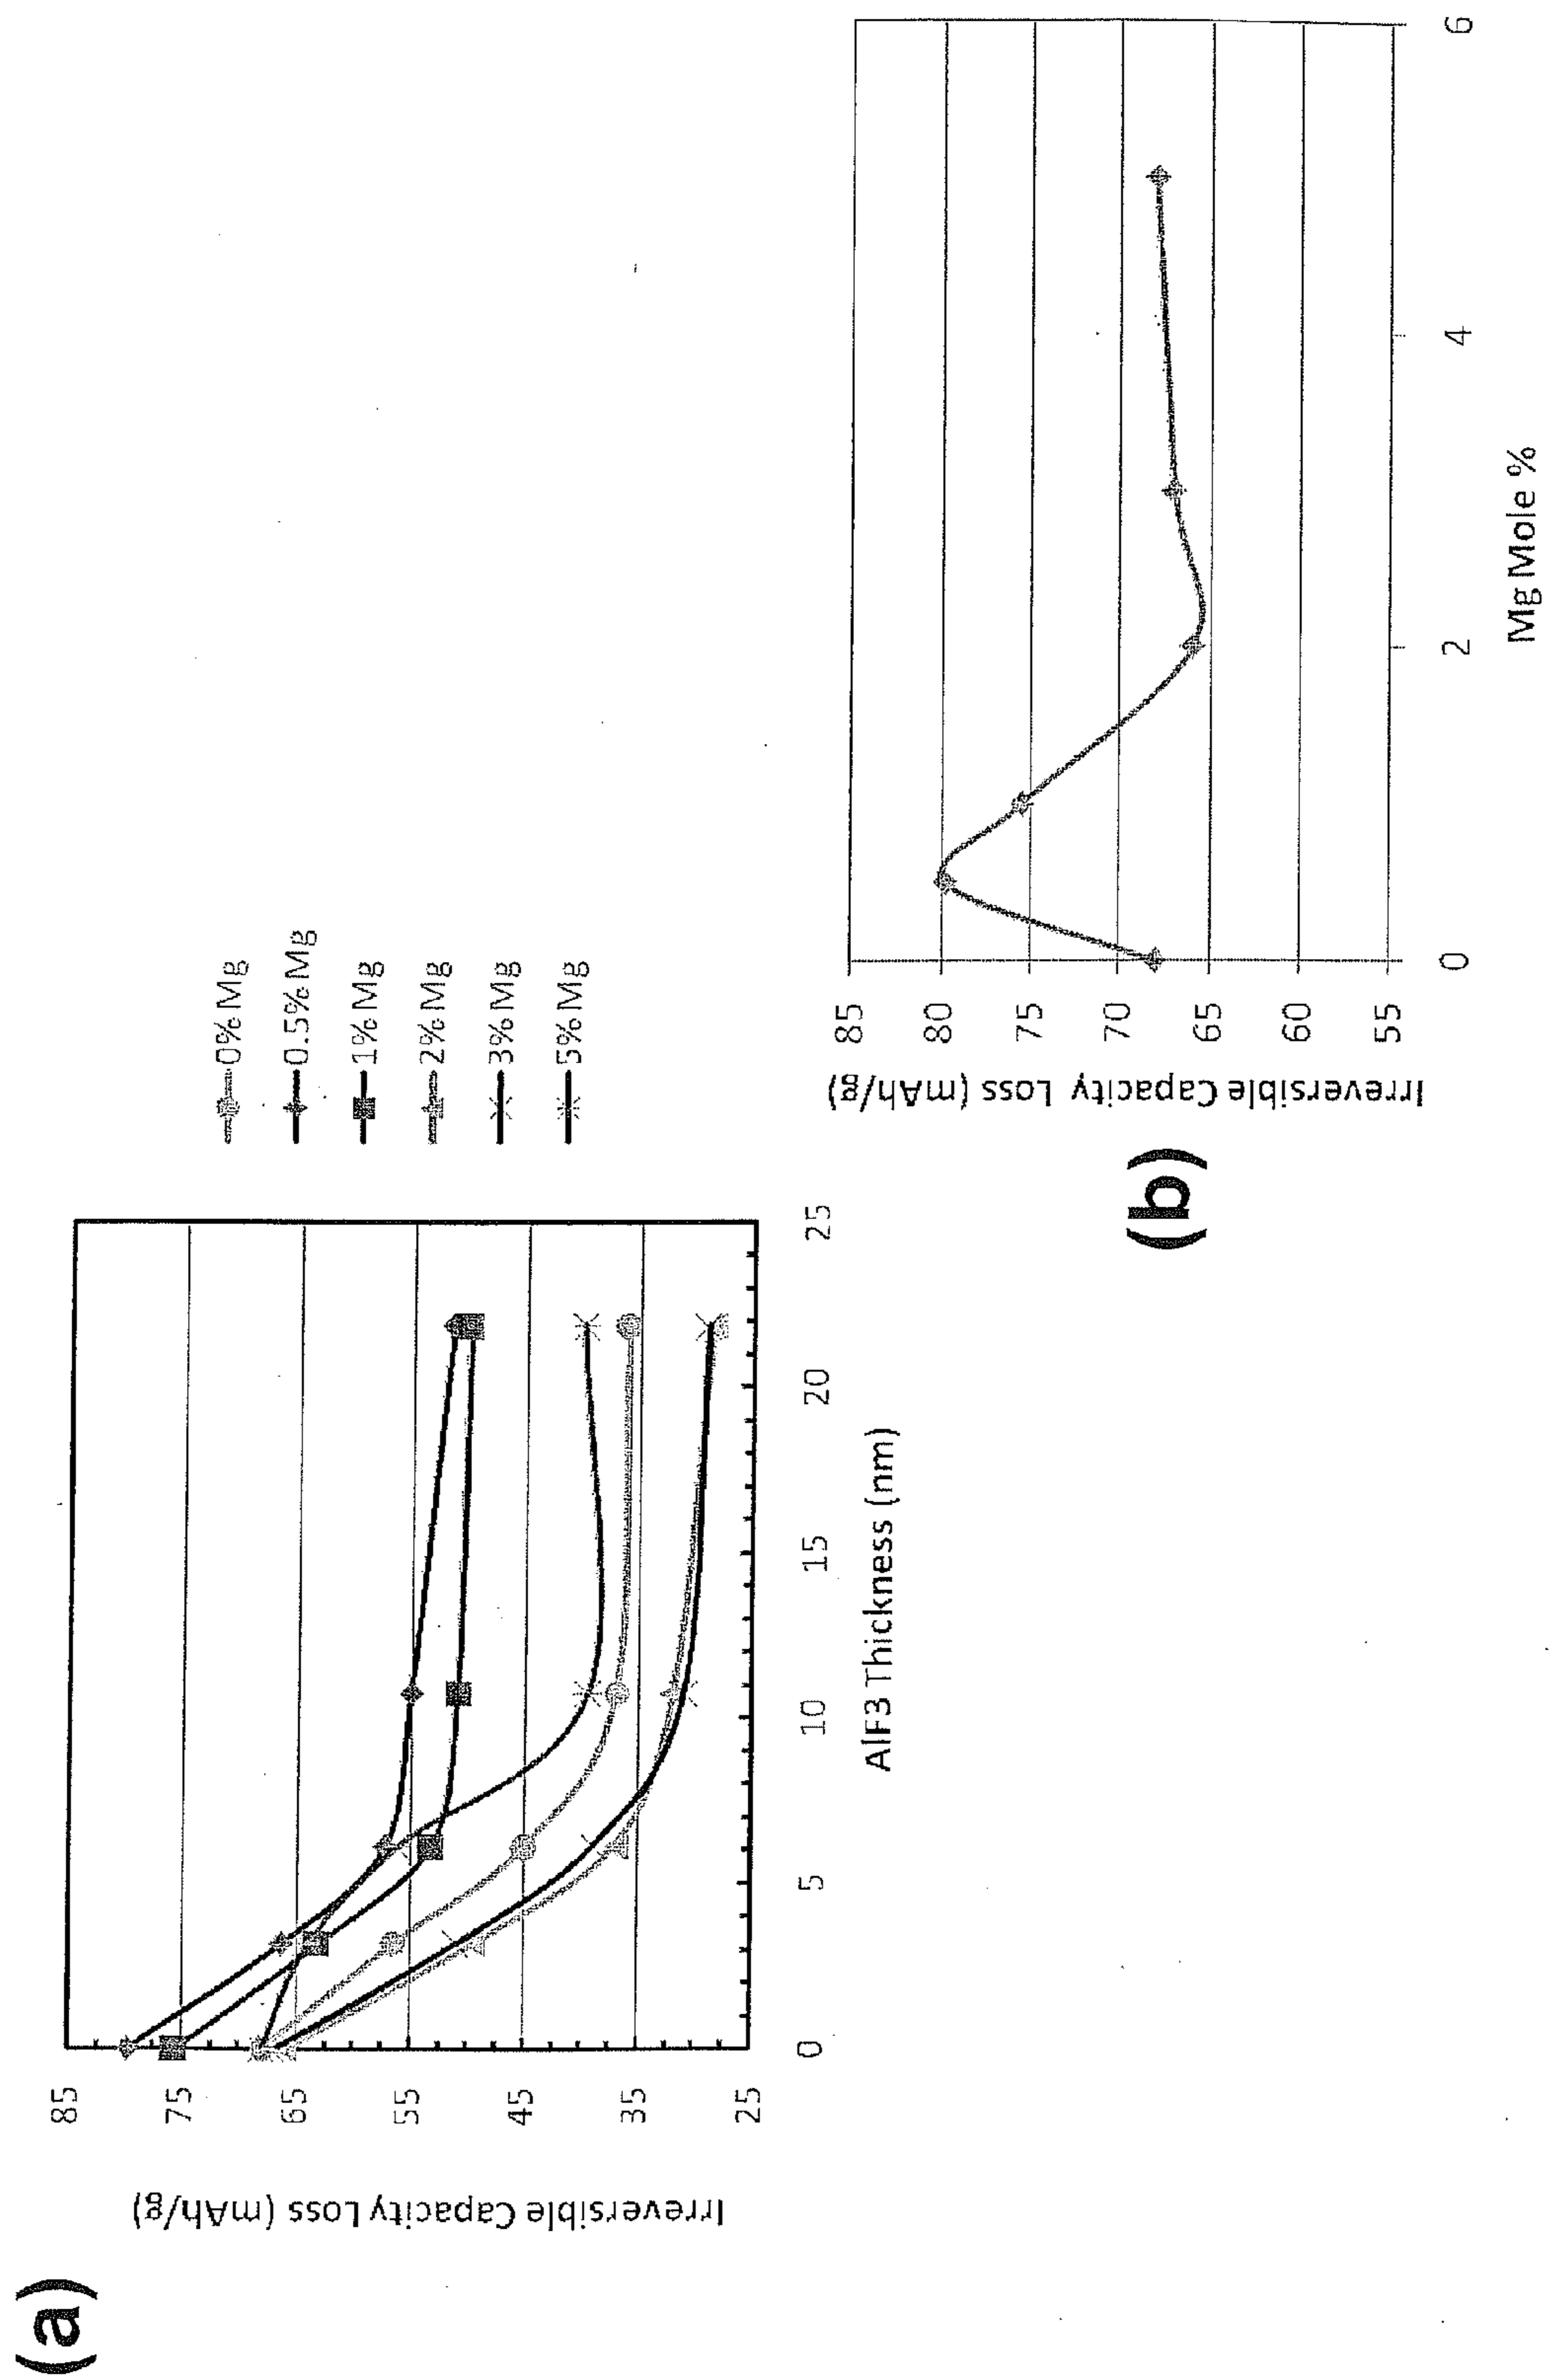 (a)
Irreversible Capacity Loss (mAh/g)
85
75
65
55
45
35
25
0
5
10
15
20
25
AlF3 Thickness (nm)
0% Mg
0.5% Mg
1% Mg
2% Mg
3% Mg
5% Mg
(b)
Irreversible Capacity Loss (mAh/g)
85
80
75
70
65
60
55
0
2
4
6
Mg Mole %